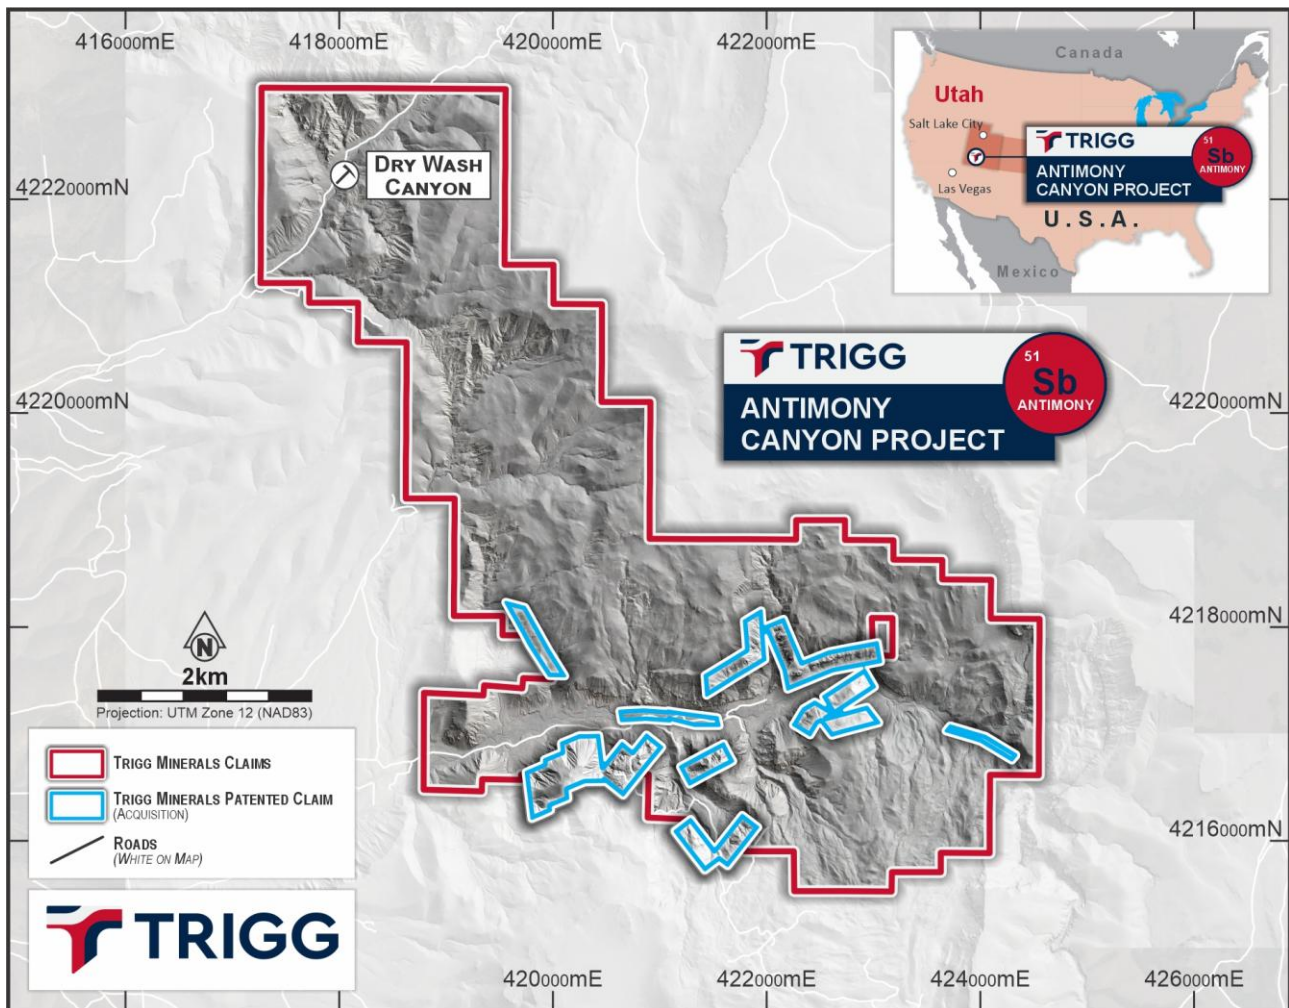 416000mE
418000mE
420000mE
422000mE
Canada
Utah
Salt Lake City
TRIGG
51
Sb
ANTIMONY
ANTIMONY
CANYON PROJECT
Las Vegas
U.S.A.
Mexico
DRY WASH
CANYON
4222000mN
TRIGG
51
Sb
ANTIMONY
ANTIMONY
CANYON PROJECT
4220000mN
4220000mN
4218000mN
N
2km
Projection: UTM Zone 12 (NAD83)
TRIGG MINERALS CLAIMS
TRIGG MINERALS PATENTED CLAIM
(ACQUISITION)
ROADS
(WHITE ON MAP)
4216000mN
TRIGG
420000mE
422000mE
424000mE
426000mE